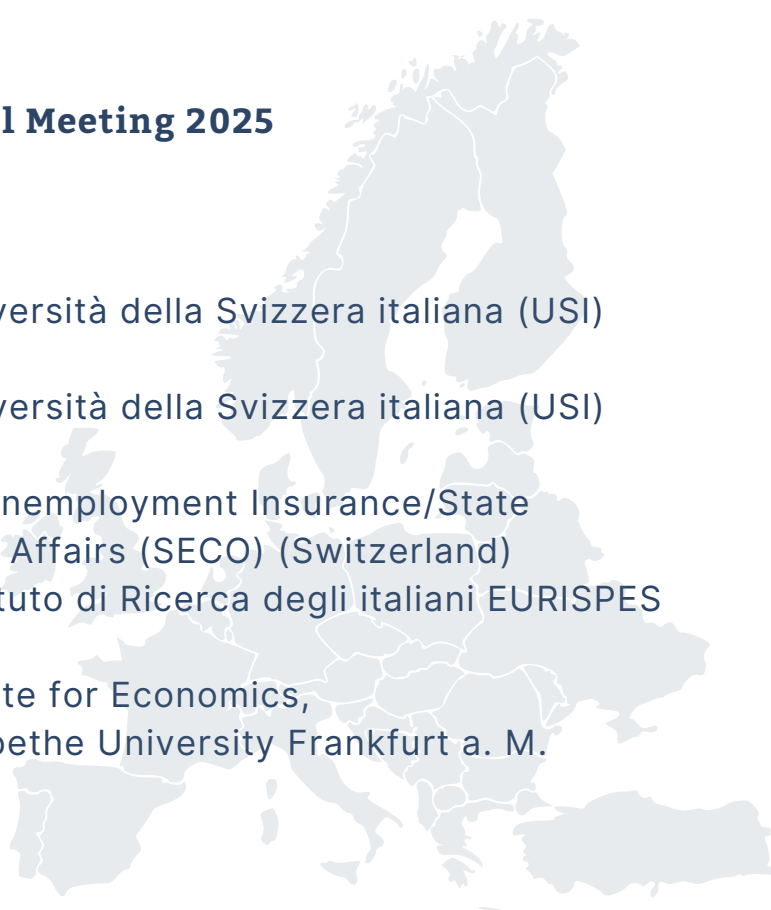 l Meeting 2025
versità della Svizzera italiana (USI)
versità della Svizzera italiana (USI)
nemployment Insurance/State
Affairs (SECO) (Switzerland)
tuto di Ricerca degli italiani EURISPES
te for Economics,
oethe University Frankfurt a. M.